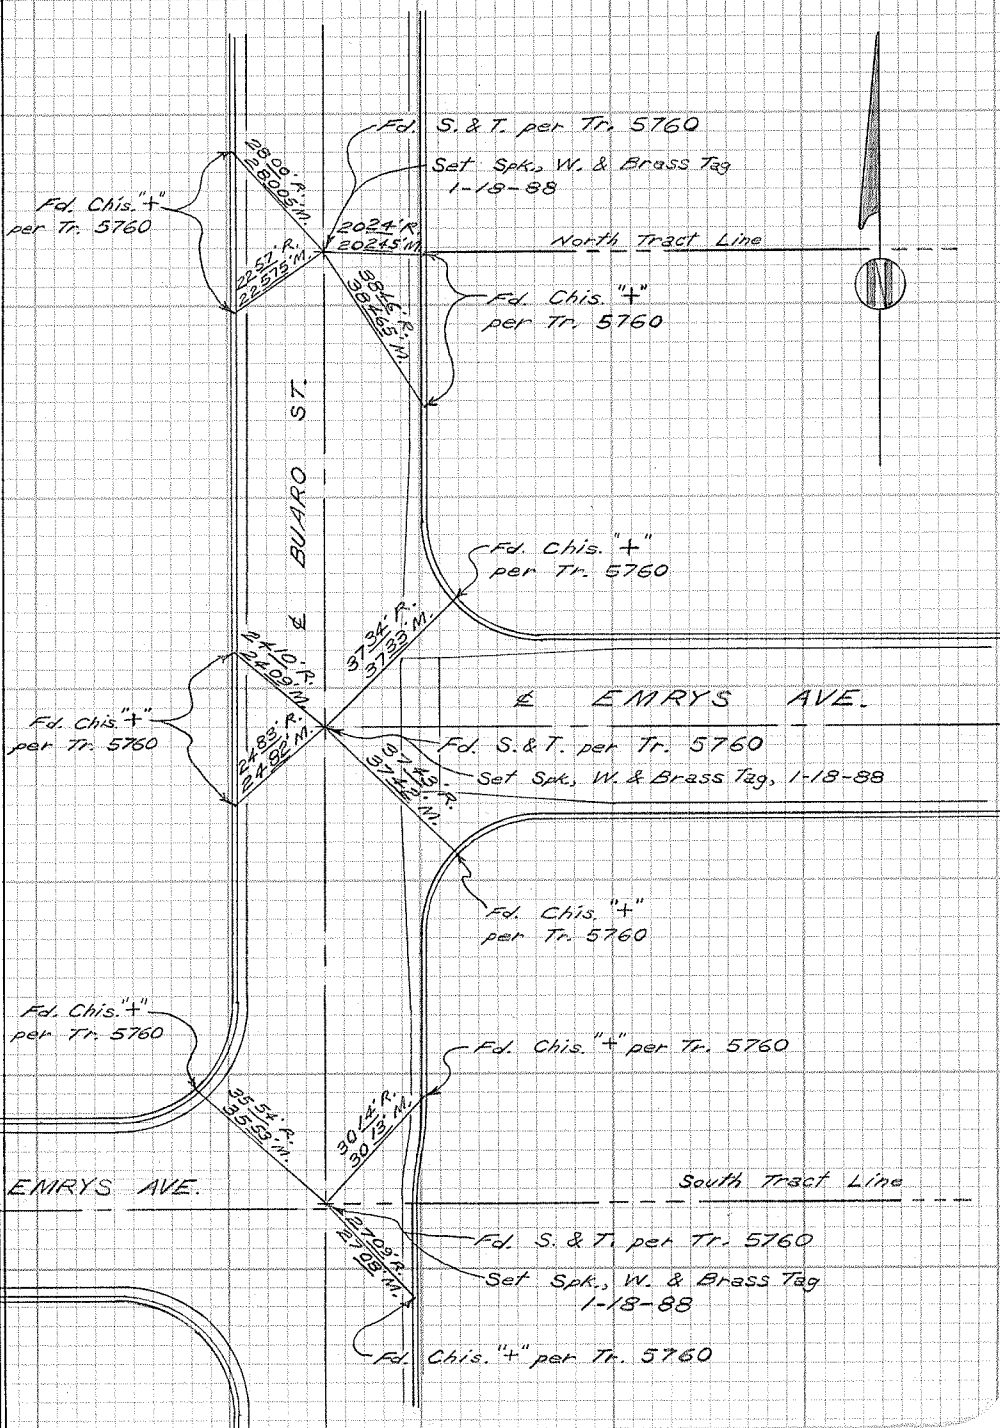 Fd. S. & T. per Tr. 5760
Set Spk., W. & Brass Tag
1-18-88
28.00' R.
28.005' M.
Fd. Chis. "+"
per Tr. 5760
20.24' R.
20.245' M.
North Tract Line
22.57' R.
22.575' M.
38.46' R.
38.465' M.
Fd. Chis. "+"
per Tr. 5760
N
℄ BUARO ST.
Fd. Chis. "+"
per Tr. 5760
37.34' R.
37.33' M.
24.10' R.
24.09' M.
℄ EMRYS AVE.
Fd. Chis. "+"
per Tr. 5760
24.83' R.
24.82' M.
Fd. S. & T. per Tr. 5760
Set Spk., W. & Brass Tag, 1-18-88
37.43' R.
37.42' M.
Fd. Chis. "+"
per Tr. 5760
Fd. Chis. "+"
per Tr. 5760
Fd. Chis. "+" per Tr. 5760
35.54' R.
35.53' M.
30.14' R.
30.13' M.
EMRYS AVE.
South Tract Line
27.09' R.
27.08' M.
Fd. S. & T. per Tr. 5760
Set Spk., W. & Brass Tag
1-18-88
Fd. Chis. "+" per Tr. 5760